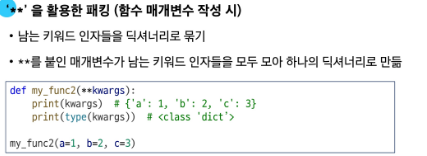 '**' 을 활용한 패킹 (함수 매개변수 작성 시)
• 남는 키워드 인자들을 딕셔너리로 묶기
• **를 붙인 매개변수가 남는 키워드 인자들을 모두 모아 하나의 딕셔너리로 만듦
def my_func2(**kwargs):
    print(kwargs)  # {'a': 1, 'b': 2, 'c': 3}
    print(type(kwargs))  # <class 'dict'>
my_func2(a=1, b=2, c=3)